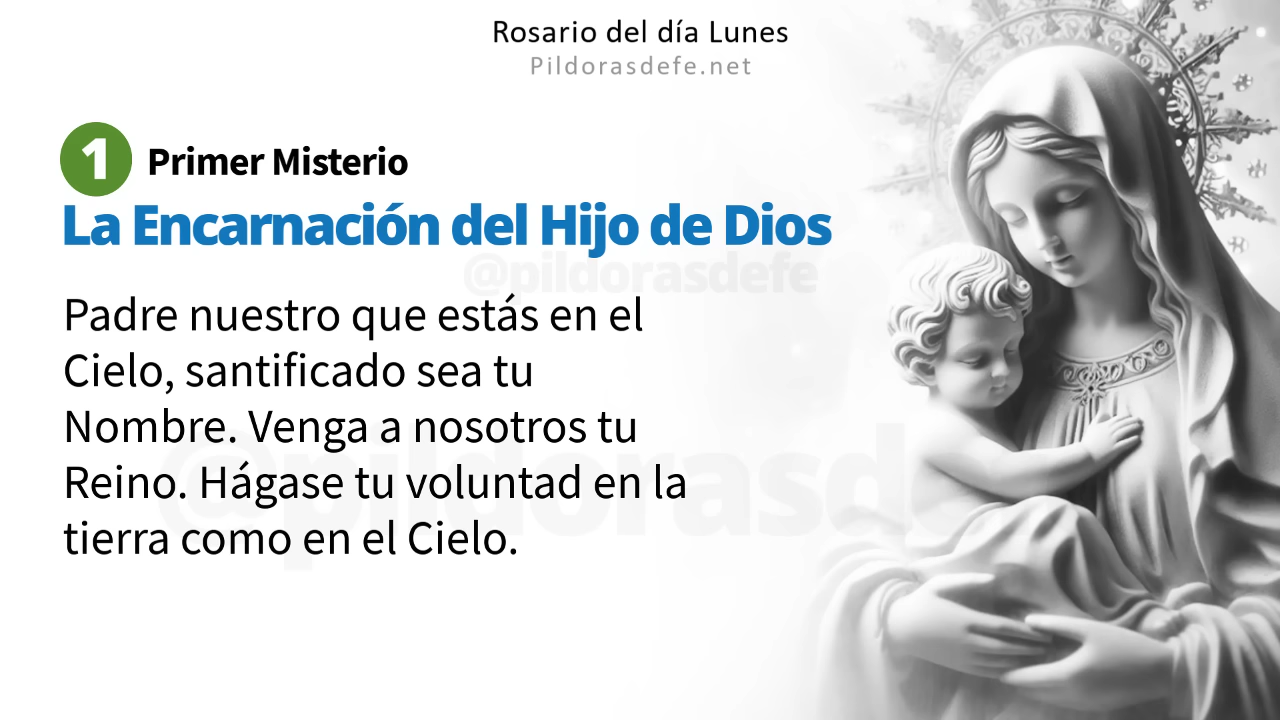 Rosario del día Lunes
Pildorasdefe.net
1 Primer Misterio
La Encarnación del Hijo de Dios
@pildorasdefe
Padre nuestro que estás en el
Cielo, santificado sea tu
Nombre. Venga a nosotros tu
Reino. Hágase tu voluntad en la
tierra como en el Cielo.
@pildorasdefe